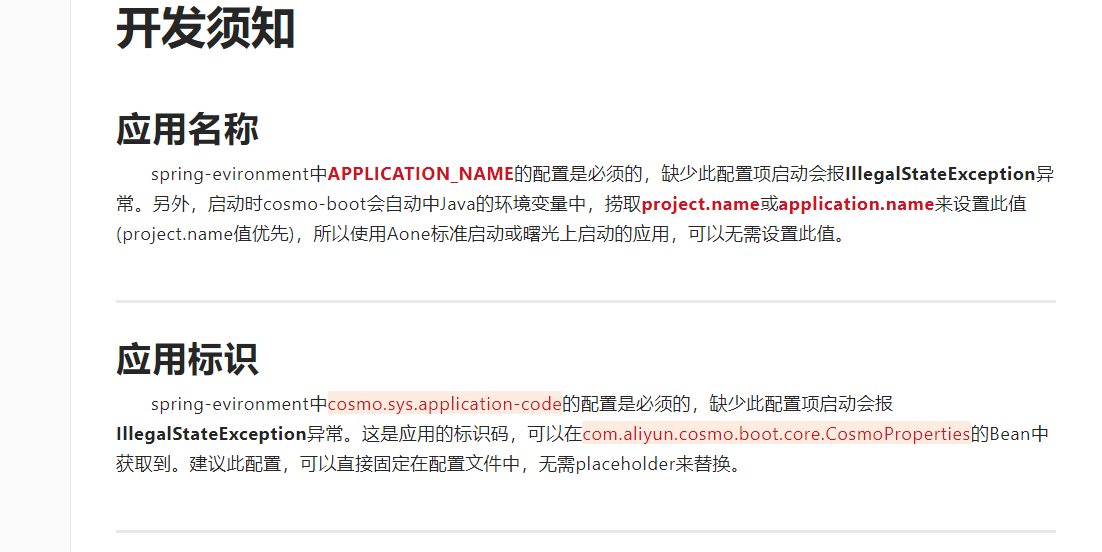 开发须知
应用名称
spring-evironment中APPLICATION_NAME的配置是必须的，缺少此配置项启动会报IllegalStateException异
常。另外，启动时cosmo-boot会自动中Java的环境变量中，捞取project.name或application.name来设置此值
(project.name值优先)，所以使用Aone标准启动或曙光上启动的应用，可以无需设置此值。
应用标识
spring-evironment中cosmo.sys.application-code的配置是必须的，缺少此配置项启动会报
IllegalStateException异常。这是应用的标识码，可以在com.aliyun.cosmo.boot.core.CosmoProperties的Bean中
获取到。建议此配置，可以直接固定在配置文件中，无需placeholder来替换。